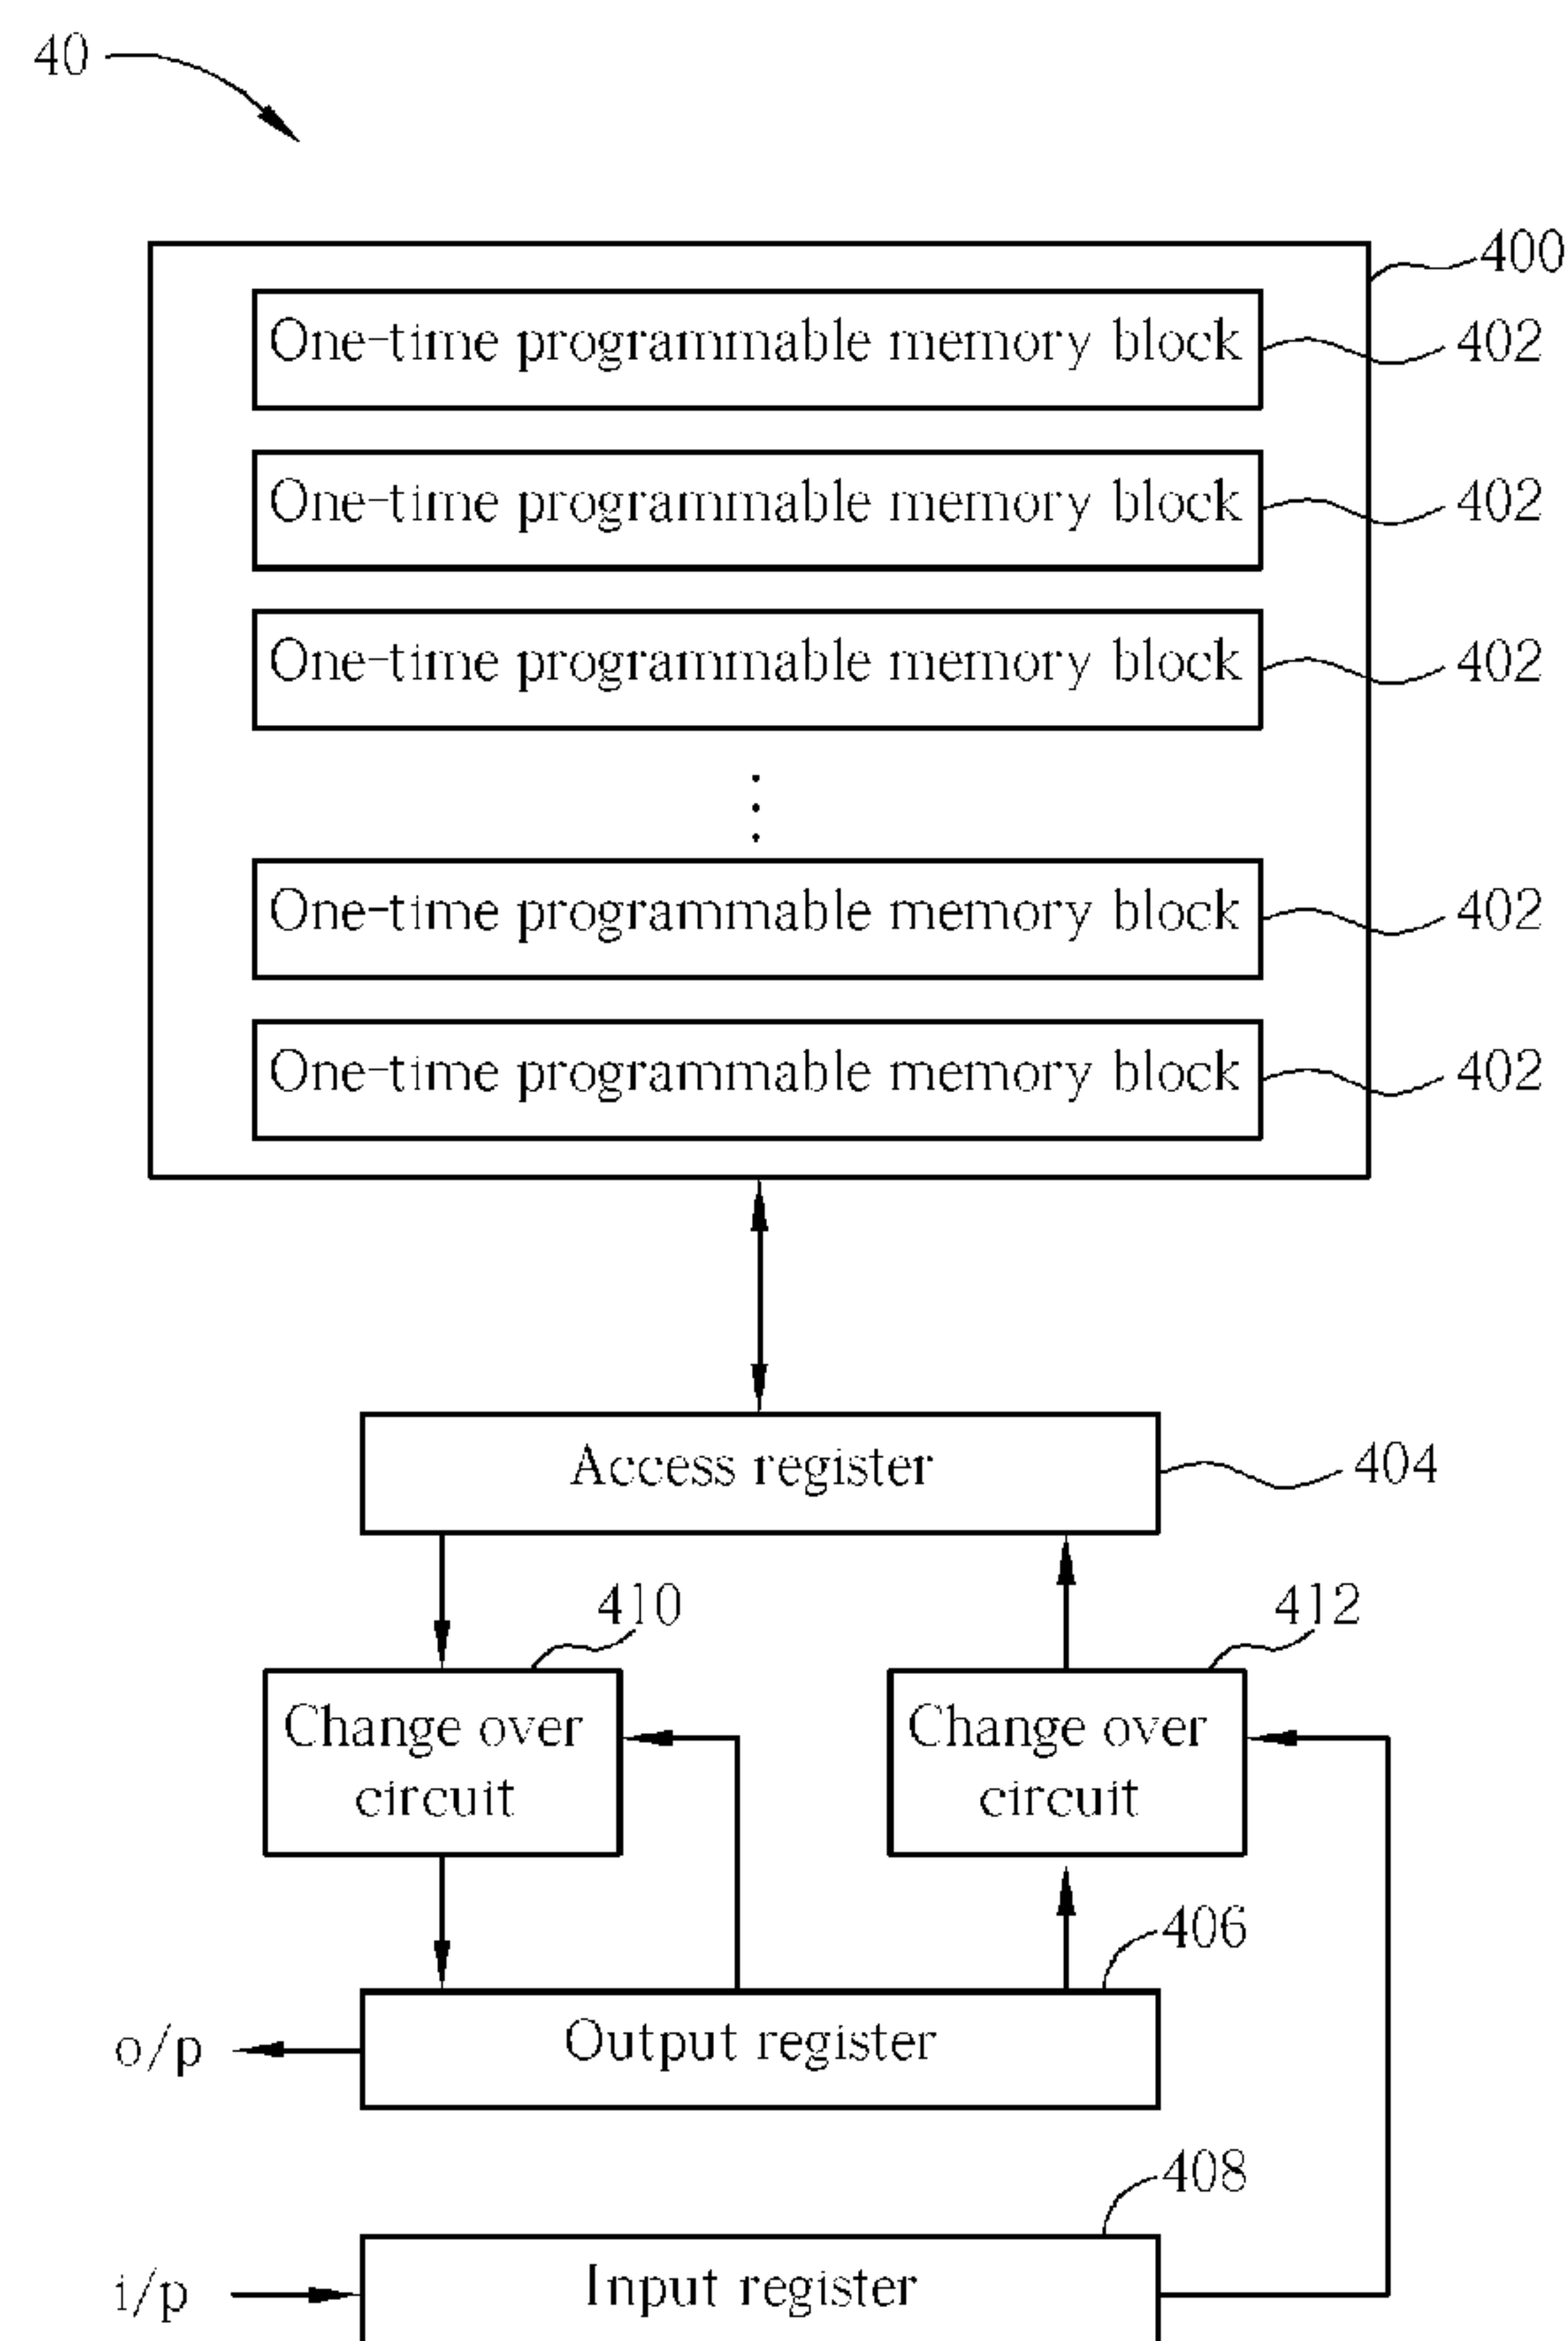 40
400
One-time programmable memory block
402
One-time programmable memory block
402
One-time programmable memory block
402
One-time programmable memory block
402
One-time programmable memory block
402
Access register
404
410
412
Change over
circuit
Change over
circuit
406
o/p
Output register
408
i/p
Input register